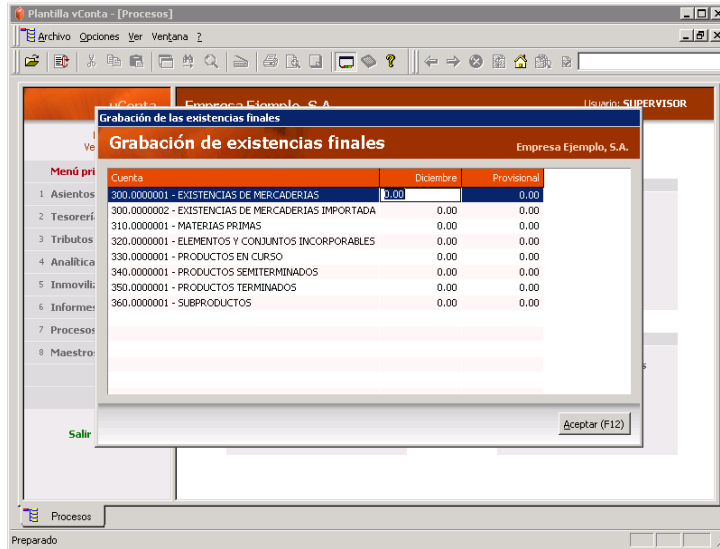 Plantilla vConta - [Procesos]
Archivo Opciones Ver Ventana ?
Empresa Ejemplo, S.A.
Usuario: SUPERVISOR
Grabación de las existencias finales
Grabación de existencias finales
Empresa Ejemplo, S.A.
Menú pri
1 Asientos
2 Tesorerí
3 Tributos
4 Analítica
5 Inmovili
6 Informes
7 Procesos
8 Maestro
Salir
Cuenta Diciembre Provisional
300.0000001 - EXISTENCIAS DE MERCADERIAS 0.00 0.00
300.0000002 - EXISTENCIAS DE MERCADERIAS IMPORTADA 0.00 0.00
310.0000001 - MATERIAS PRIMAS 0.00 0.00
320.0000001 - ELEMENTOS Y CONJUNTOS INCORPORABLES 0.00 0.00
330.0000001 - PRODUCTOS EN CURSO 0.00 0.00
340.0000001 - PRODUCTOS SEMITERMINADOS 0.00 0.00
350.0000001 - PRODUCTOS TERMINADOS 0.00 0.00
360.0000001 - SUBPRODUCTOS 0.00 0.00
Aceptar (F12)
Procesos
Preparado